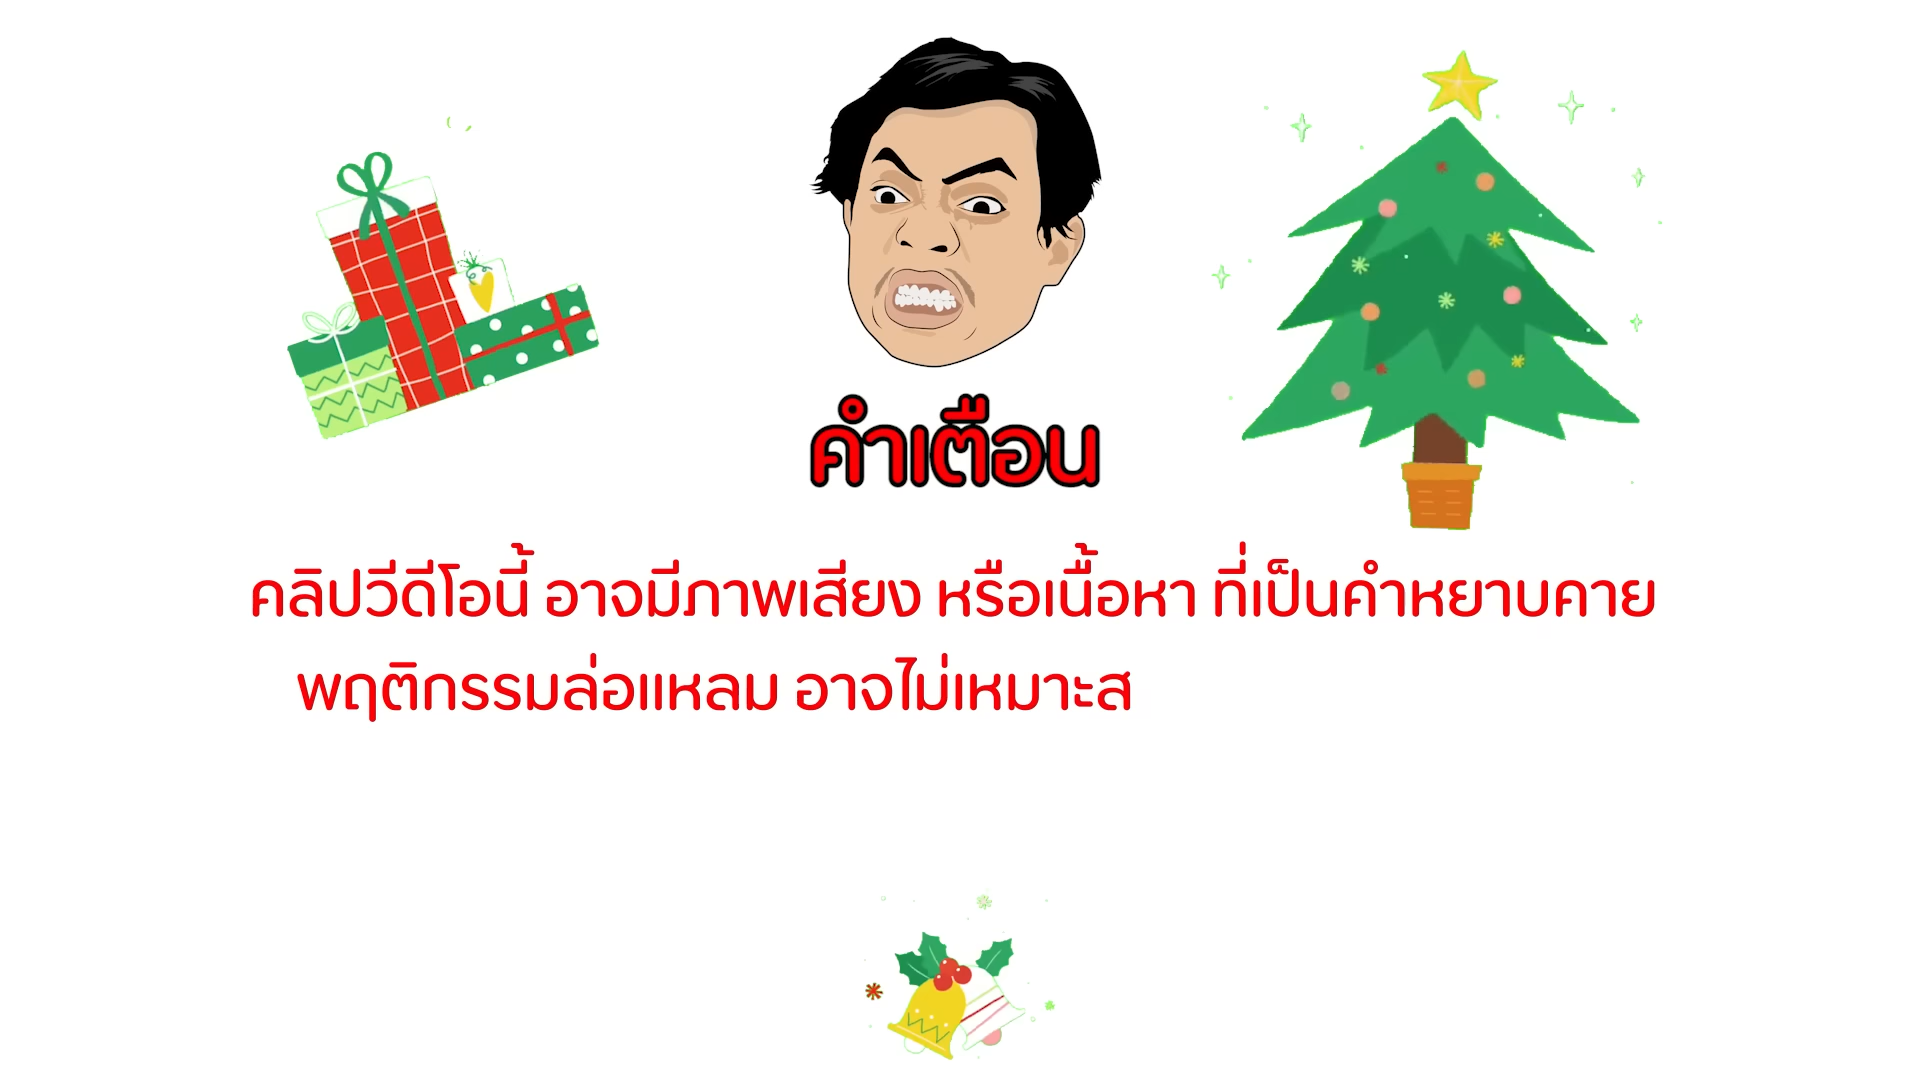 คำเตือน
คลิปวีดีโอนี้ อาจมีภาพเสียง หรือเนื้อหา ที่เป็นคำหยาบคาย
พฤติกรรมล่อแหลม อาจไม่เหมาะส